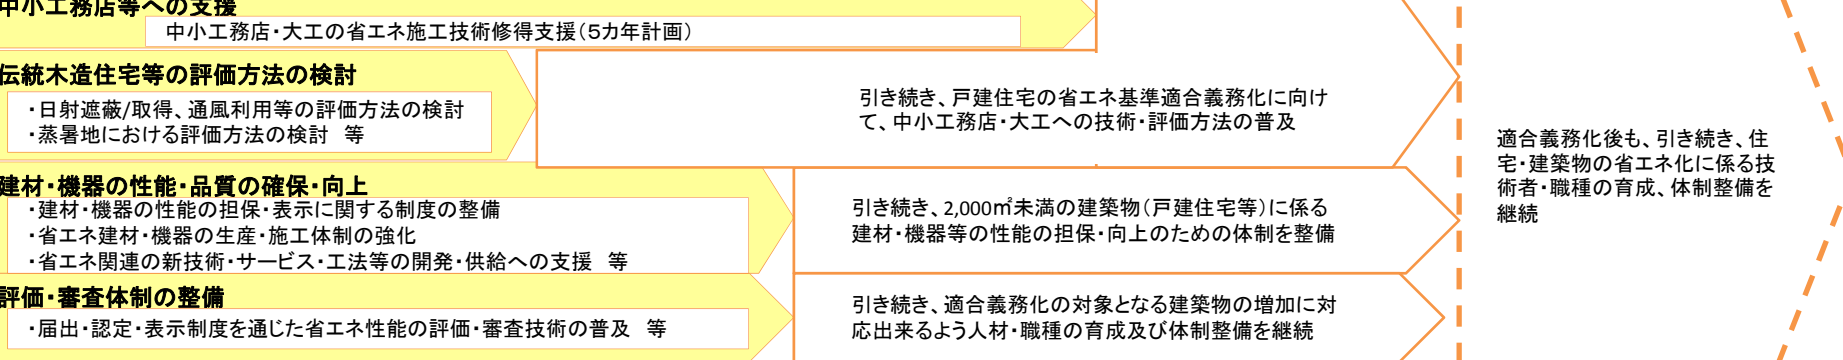 中小工務店等への支援
中小工務店・大工の省エネ施工技術修得支援(5カ年計画)
伝統木造住宅等の評価方法の検討
・日射遮蔽/取得、通風利用等の評価方法の検討
・蒸暑地における評価方法の検討 等
引き続き、戸建住宅の省エネ基準適合義務化に向け
て、中小工務店・大工への技術・評価方法の普及
建材・機器の性能・品質の確保・向上
・建材・機器の性能の担保・表示に関する制度の整備
・省エネ建材・機器の生産・施工体制の強化
・省エネ関連の新技術・サービス・工法等の開発・供給への支援 等
引き続き、2,000㎡未満の建築物(戸建住宅等)に係る
建材・機器等の性能の担保・向上のための体制を整備
評価・審査体制の整備
・届出・認定・表示制度を通じた省エネ性能の評価・審査技術の普及 等
引き続き、適合義務化の対象となる建築物の増加に対
応出来るよう人材・職種の育成及び体制整備を継続
適合義務化後も、引き続き、住
宅・建築物の省エネ化に係る技
術者・職種の育成、体制整備を
継続